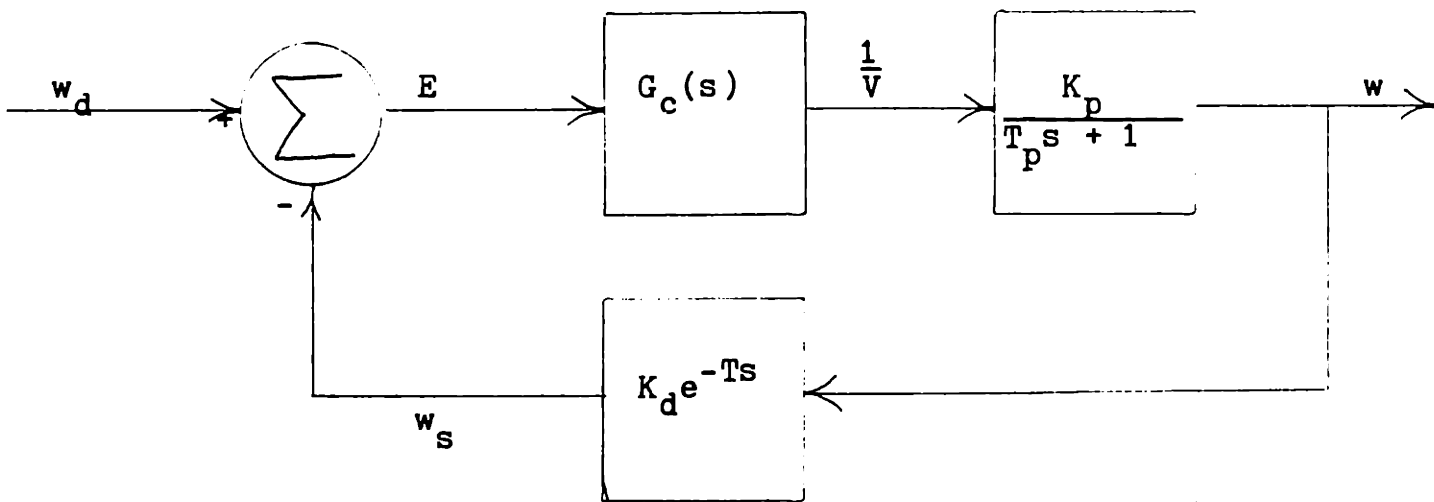 w_d
+
-
∑
E
G_c(s)
1/V
K_p
T_p s + 1
w
K_d e^-Ts
w_s